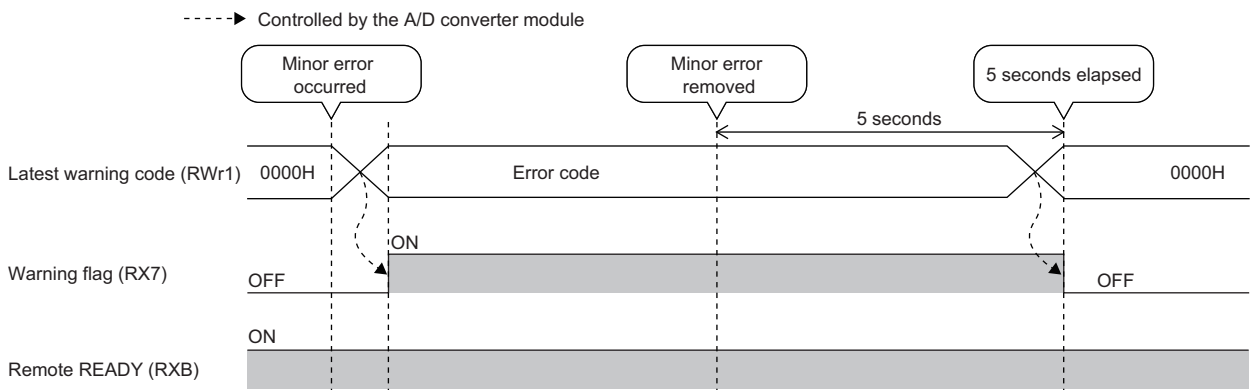 Controlled by the A/D converter module
Minor error
occurred
Minor error
removed
5 seconds elapsed
5 seconds
Latest warning code (RWr1)
0000H
Error code
0000H
ON
Warning flag (RX7)
OFF
OFF
ON
Remote READY (RXB)